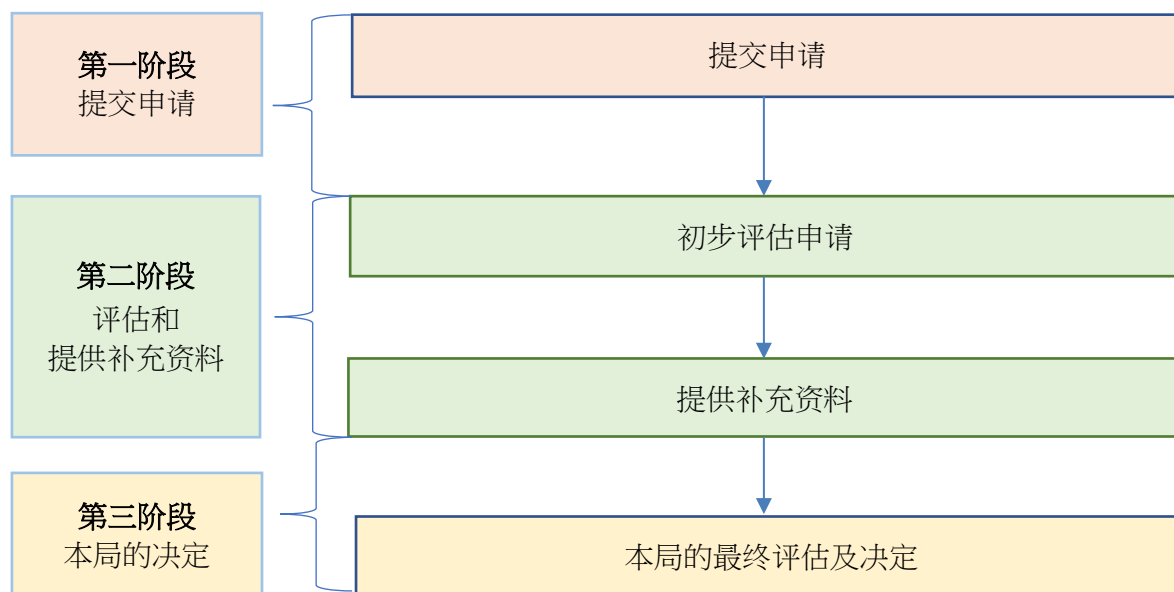 第一阶段
提交申请
提交申请
初步评估申请
第二阶段
评估和
提供补充资料
提供补充资料
第三阶段
本局的决定
本局的最终评估及决定